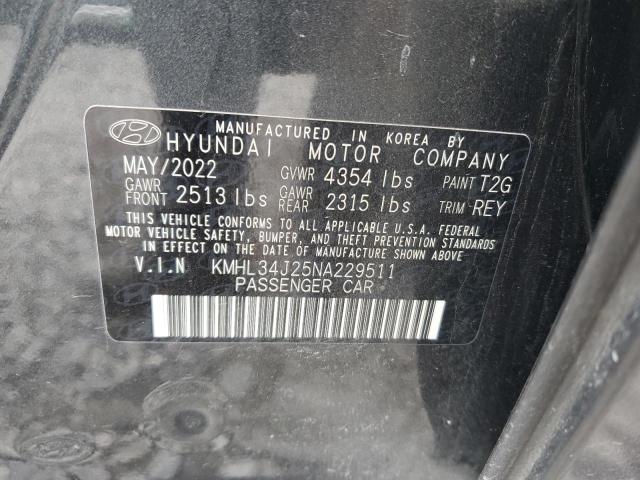 MANUFACTURED IN KOREA BY
HYUNDAI MOTOR COMPANY
MAY/2022 GVWR 4354 lbs PAINT T2G
GAWR FRONT 2513 lbs GAWR REAR 2315 lbs TRIM REY
THIS VEHICLE CONFORMS TO ALL APPLICABLE U.S.A. FEDERAL
MOTOR VEHICLE SAFETY, BUMPER, AND THEFT PREVENTION STANDARDS
IN EFFECT ON THE DATE OF MANUFACTURE SHOWN ABOVE.
V.I.N KMHL34J25NA229511
PASSENGER CAR